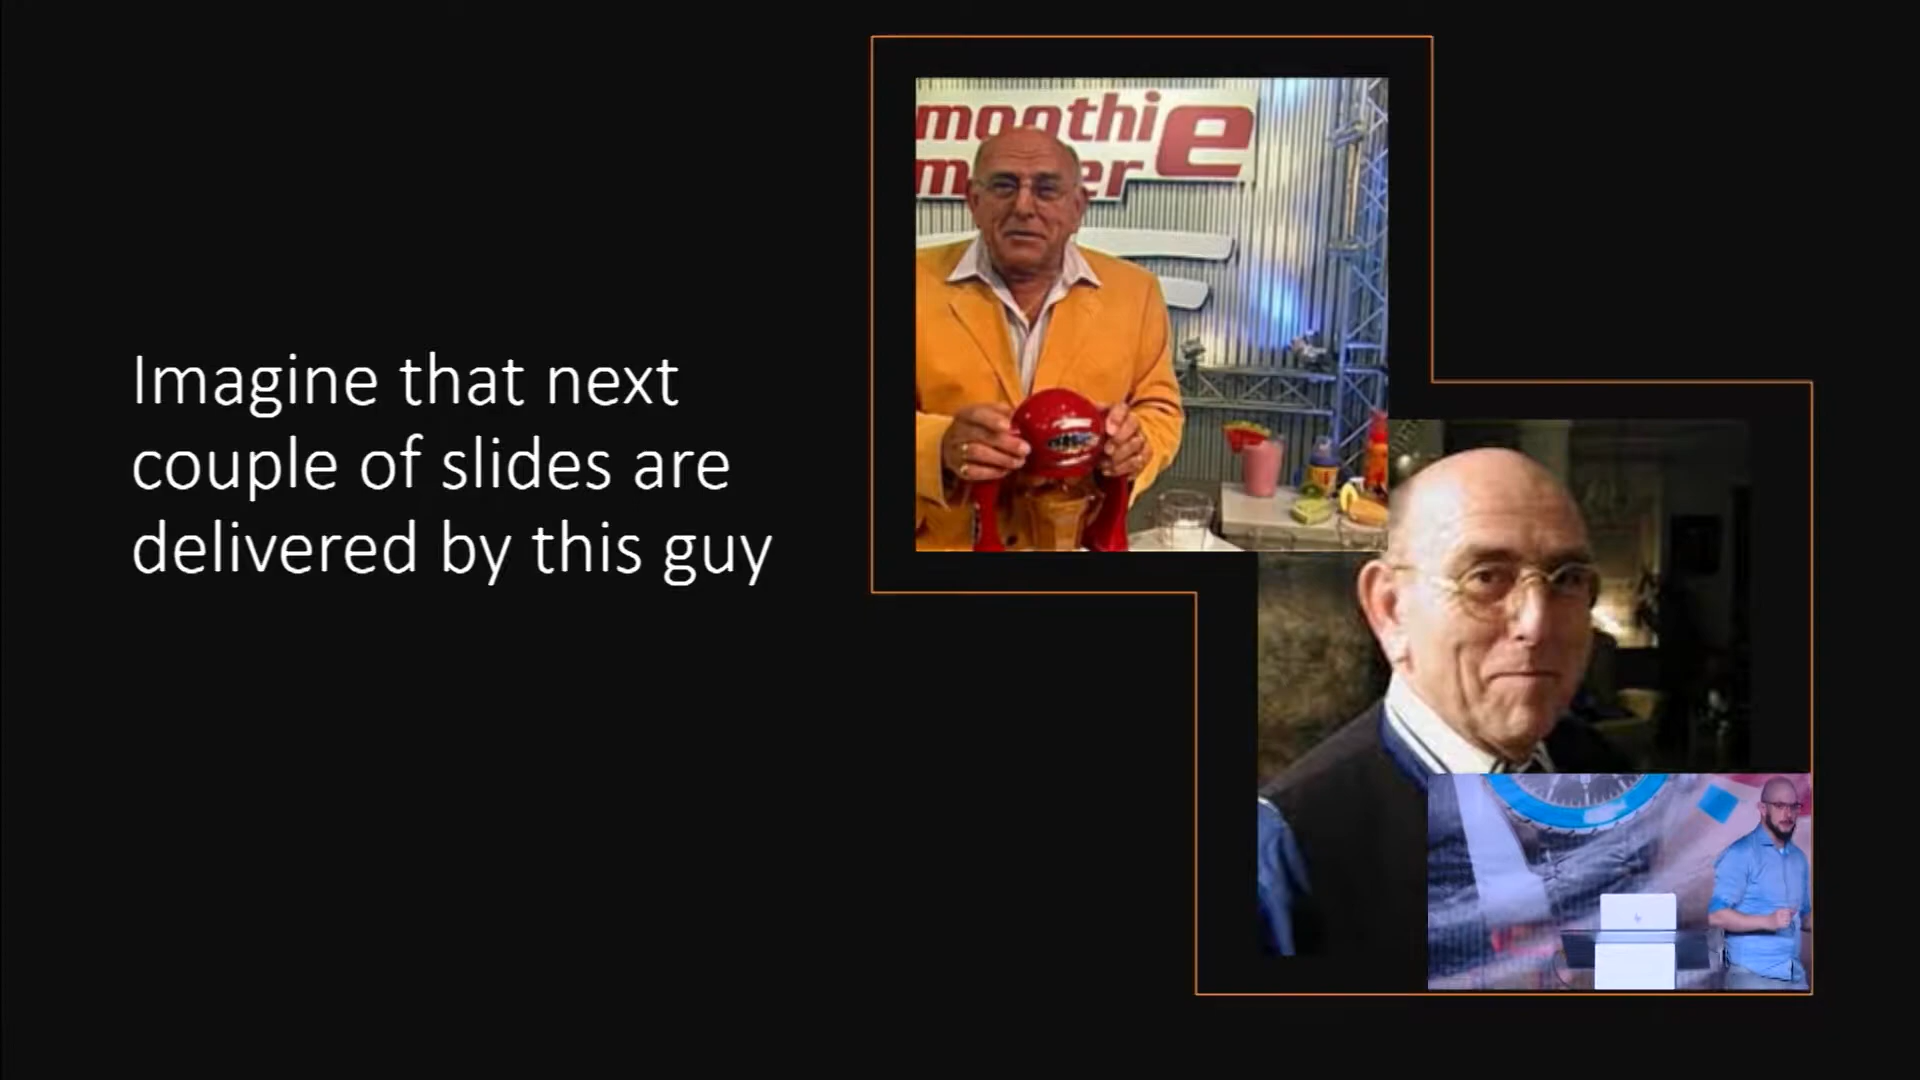 Imagine that next
couple of slides are
delivered by this guy
moothie